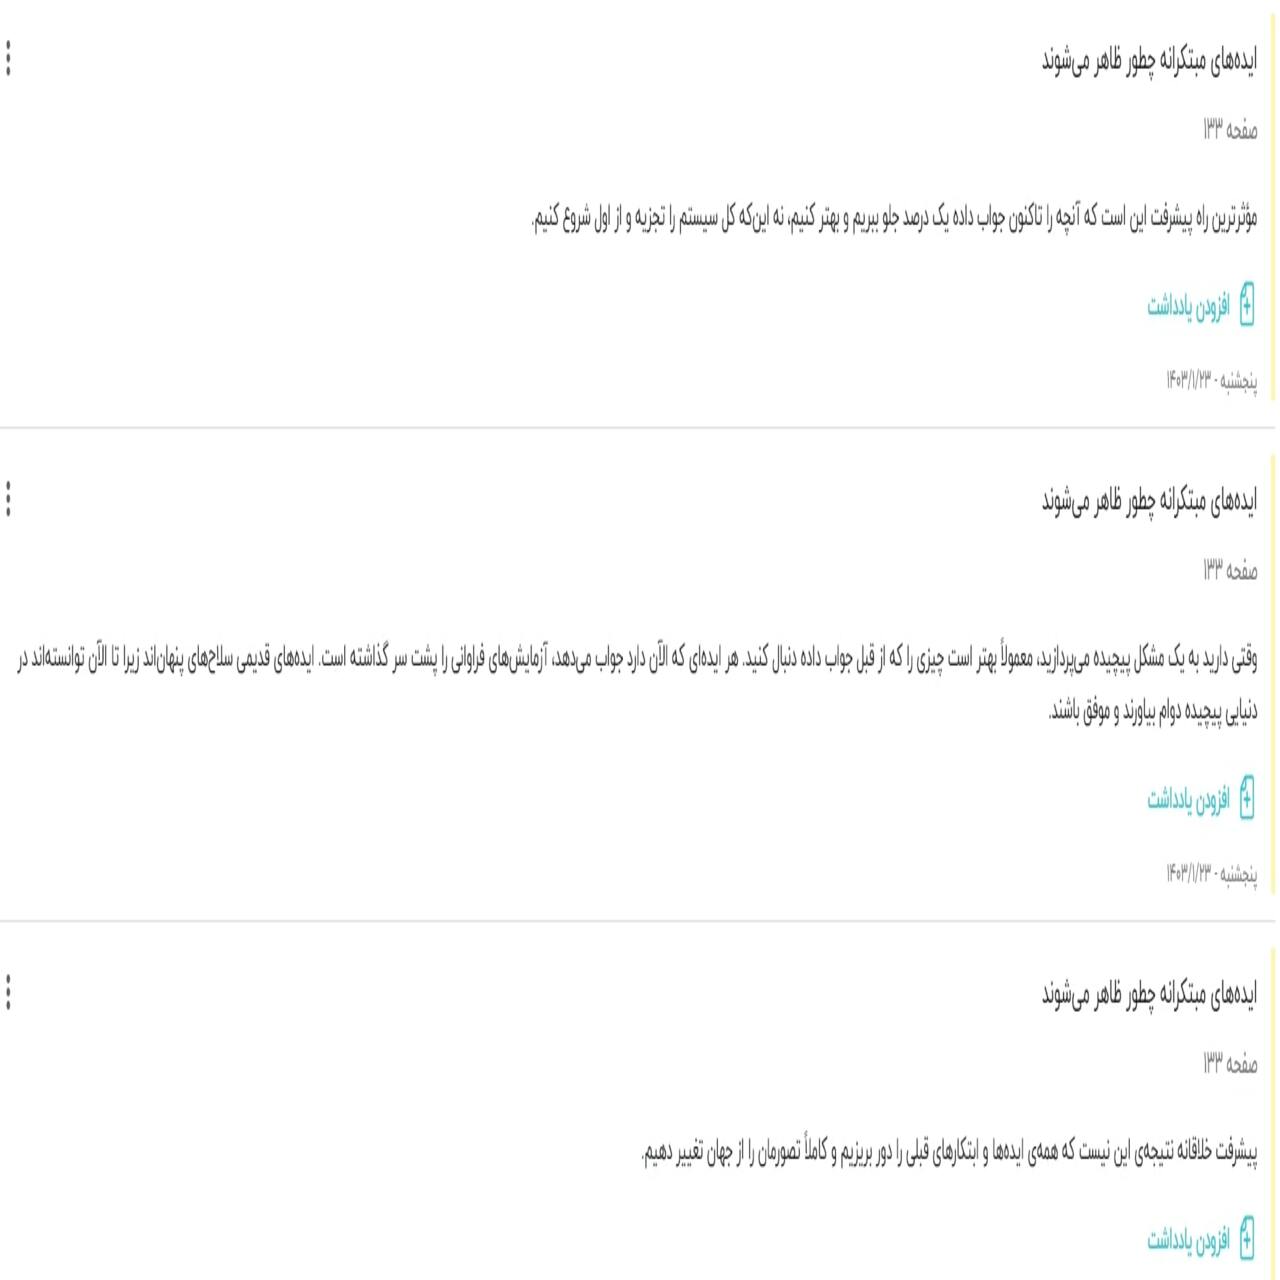 ایده‌های مبتکرانه چطور ظاهر می‌شوند
صفحه ۱۳۳
مؤثرترین راه پیشرفت این است که آنچه را تاکنون جواب داده یک درصد جلو ببریم و بهتر کنیم، نه این‌که کل سیستم را تجزیه و از اول شروع کنیم.
افزودن یادداشت
پنجشنبه - ۱۴۰۳/۱/۲۳
ایده‌های مبتکرانه چطور ظاهر می‌شوند
صفحه ۱۳۳
وقتی دارید به یک مشکل پیچیده می‌پردازید، معمولاً بهتر است چیزی را که از قبل جواب داده دنبال کنید. هر ایده‌ای که الآن دارد جواب می‌دهد، آزمایش‌های فراوانی را پشت سر گذاشته است. ایده‌های قدیمی سلاح‌های پنهان‌اند زیرا تا الآن توانسته‌اند در
دنیایی پیچیده دوام بیاورند و موفق باشند.
افزودن یادداشت
پنجشنبه - ۱۴۰۳/۱/۲۳
ایده‌های مبتکرانه چطور ظاهر می‌شوند
صفحه ۱۳۳
پیشرفت خلاقانه نتیجه‌ی این نیست که همه‌ی ایده‌ها و ابتکارهای قبلی را دور بریزیم و کاملاً تصورمان را از جهان تغییر دهیم.
افزودن یادداشت